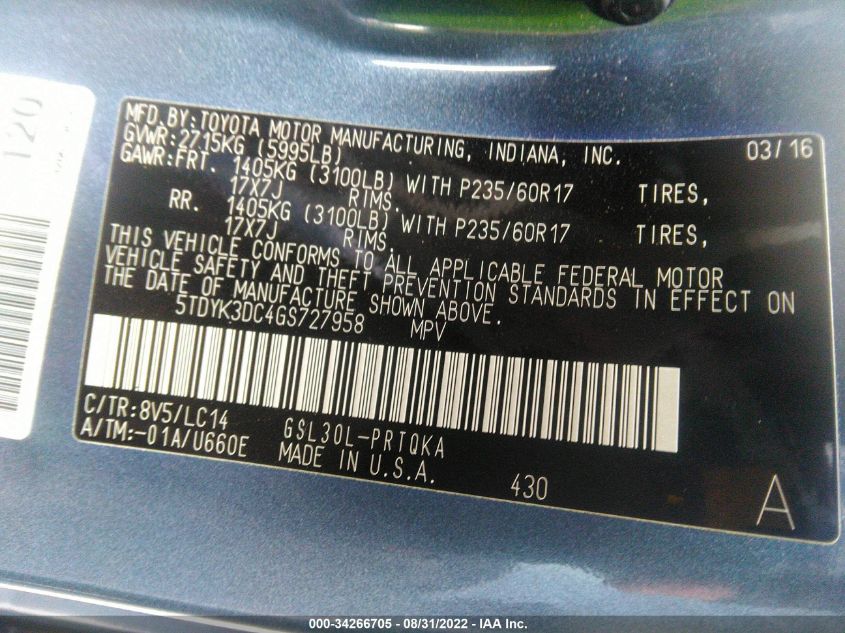 120
MFD.BY:TOYOTA MOTOR MANUFACTURING, INDIANA, INC. 03/16
GVWR:2715KG (5995LB)
GAWR:FRT. 1405KG (3100LB) WITH P235/60R17 TIRES,
17X7J RIMS.
RR. 1405KG (3100LB) WITH P235/60R17 TIRES,
17X7J RIMS.
THIS VEHICLE CONFORMS TO ALL APPLICABLE FEDERAL MOTOR
VEHICLE SAFETY AND THEFT PREVENTION STANDARDS IN EFFECT ON
THE DATE OF MANUFACTURE SHOWN ABOVE.
5TDYK3DC4GS727958 MPV
C/TR:8V5/LC14 GSL30L-PRTQKA
A/TM:-01A/U660E MADE IN U.S.A. 430 A
000-34266705 - 08/31/2022 - IAA Inc.